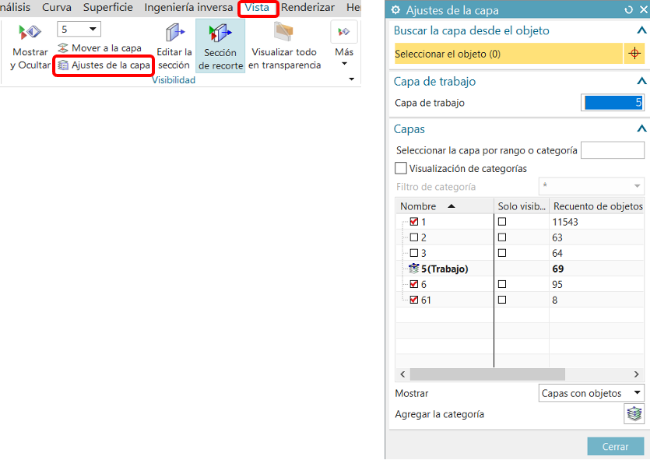 nálisis Curva Superficie Ingeniería inversa Vista Renderizar He
5
Mostrar
y Ocultar
Mover a la capa
Ajustes de la capa
Editar la
sección
Sección
de recorte
Visualizar todo
en transparencia
Más
Visibilidad
Ajustes de la capa
Buscar la capa desde el objeto
Seleccionar el objeto (0)
Capa de trabajo
Capa de trabajo 5
Capas
Seleccionar la capa por rango o categoría
Visualización de categorías
Filtro de categoría *
Nombre Solo visib... Recuento de objetos
1 11543
2 63
3 64
5(Trabajo) 69
6 95
61 8
Mostrar Capas con objetos
Agregar la categoría
Cerrar